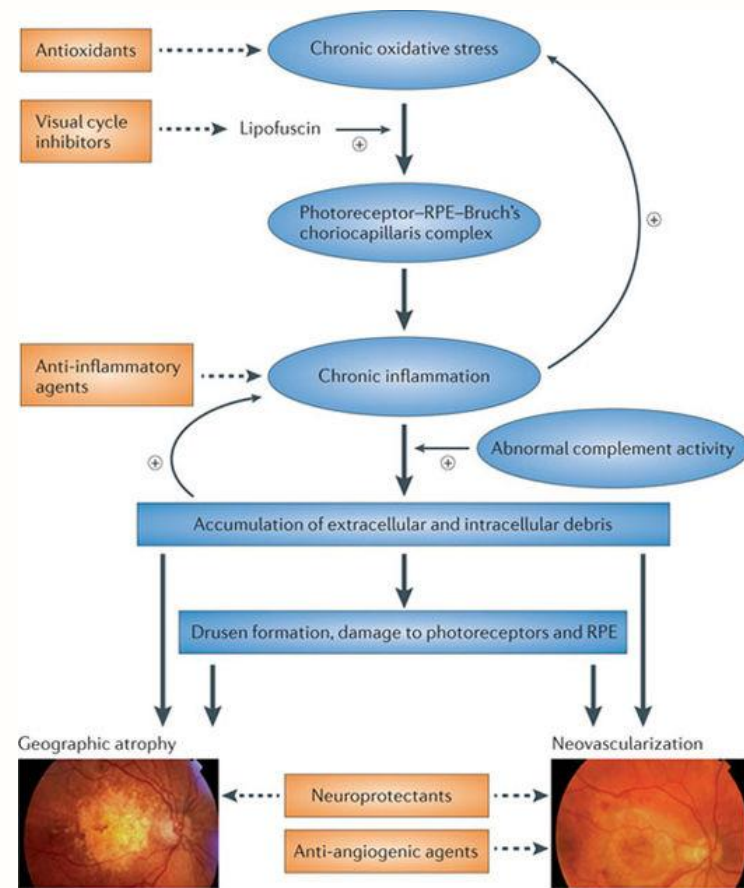 Antioxidants
Chronic oxidative stress
Visual cycle
inhibitors
Lipofuscin
+
Photoreceptor–RPE–Bruch's
choriocapillaris complex
+
Anti-inflammatory
agents
Chronic inflammation
Abnormal complement activity
+
+
Accumulation of extracellular and intracellular debris
Drusen formation, damage to photoreceptors and RPE
Geographic atrophy
Neovascularization
Neuroprotectants
Anti-angiogenic agents